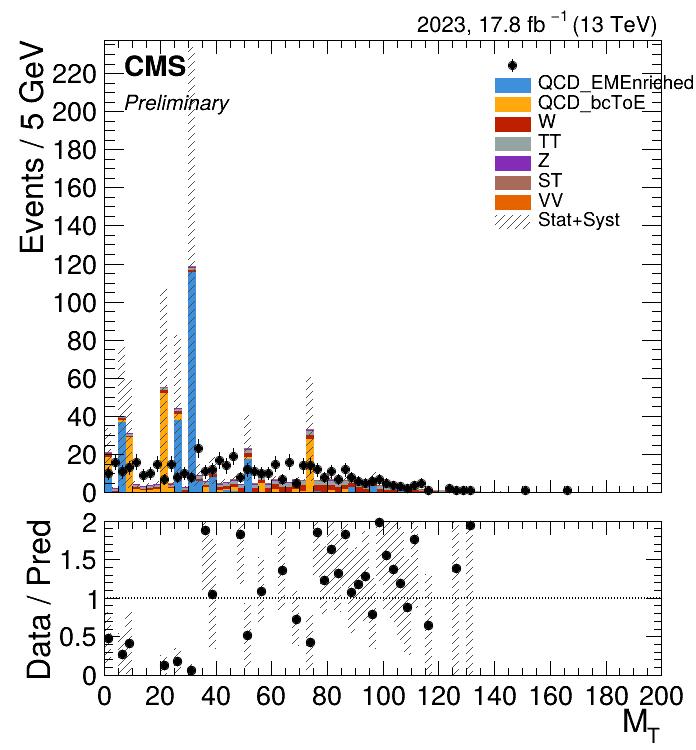 2023, 17.8 fb⁻¹ (13 TeV)
CMS
Preliminary
QCD_EMEnriched
QCD_bcToE
W
TT
Z
ST
VV
Stat+Syst
Events / 5 GeV
220
200
180
160
140
120
100
80
60
40
20
0
Data / Pred
2
1.5
1
0.5
0
0 20 40 60 80 100 120 140 160 180 200
M_T